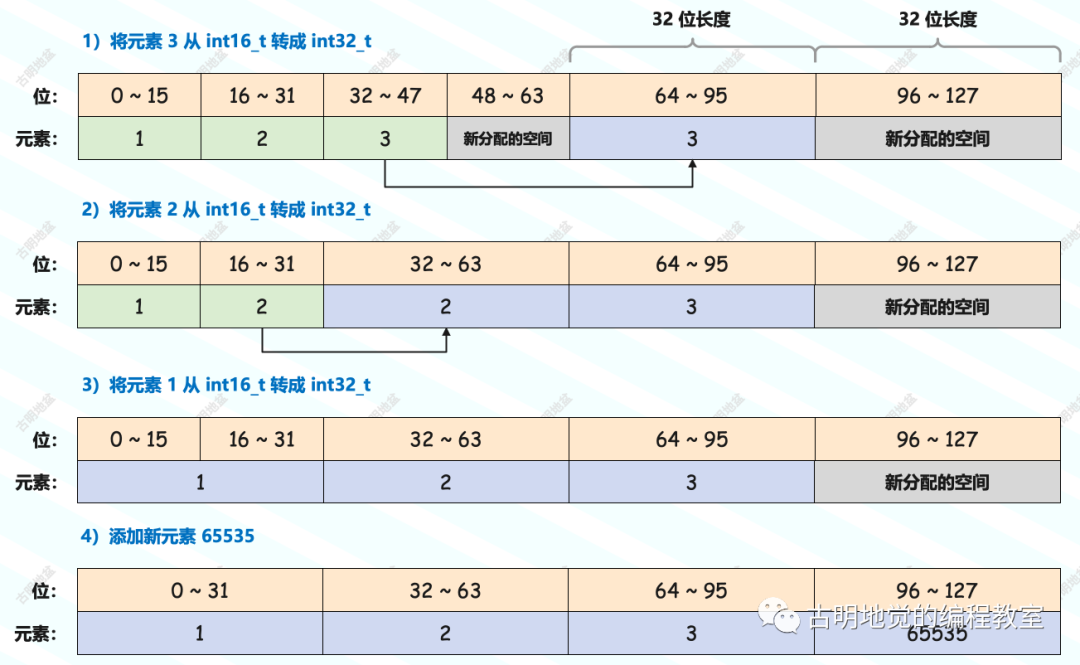 32 位长度 32 位长度
1）将元素 3 从 int16_t 转成 int32_t
位： 0 ~ 15 16 ~ 31 32 ~ 47 48 ~ 63 64 ~ 95 96 ~ 127
元素： 1 2 3 新分配的空间 3 新分配的空间
2）将元素 2 从 int16_t 转成 int32_t
位： 0 ~ 15 16 ~ 31 32 ~ 63 64 ~ 95 96 ~ 127
元素： 1 2 2 3 新分配的空间
3）将元素 1 从 int16_t 转成 int32_t
位： 0 ~ 15 16 ~ 31 32 ~ 63 64 ~ 95 96 ~ 127
元素： 1 2 3 新分配的空间
4）添加新元素 65535
位： 0 ~ 31 32 ~ 63 64 ~ 95 96 ~ 127
古明地觉的编程教室
元素： 1 2 3 65535